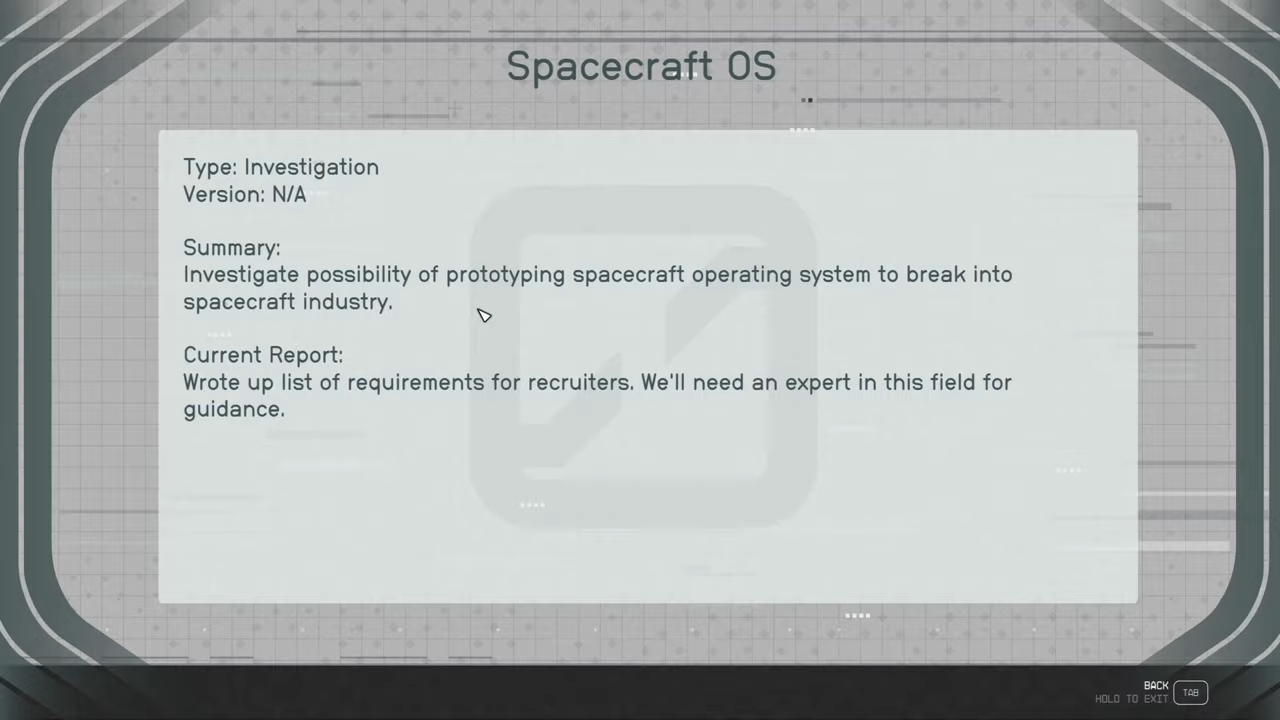 Spacecraft OS
Type: Investigation
Version: N/A
Summary:
Investigate possibility of prototyping spacecraft operating system to break into
spacecraft industry.
Current Report:
Wrote up list of requirements for recruiters. We'll need an expert in this field for
guidance.
BACK
HOLD TO EXIT
TAB